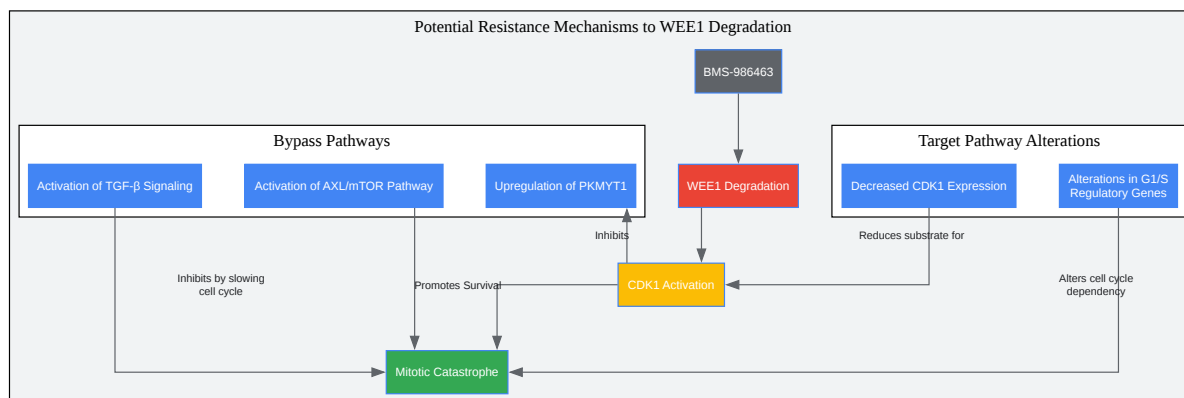 Potential Resistance Mechanisms to WEE1 Degradation
BMS-986463
Bypass Pathways
Target Pathway Alterations
Activation of TGF-β Signaling
Activation of AXL/mTOR Pathway
Upregulation of PKMYT1
WEE1 Degradation
Decreased CDK1 Expression
Alterations in G1/S
Regulatory Genes
Inhibits
Reduces substrate for
Inhibits by slowing
cell cycle
Promotes Survival
CDK1 Activation
Alters cell cycle
dependency
Mitotic Catastrophe